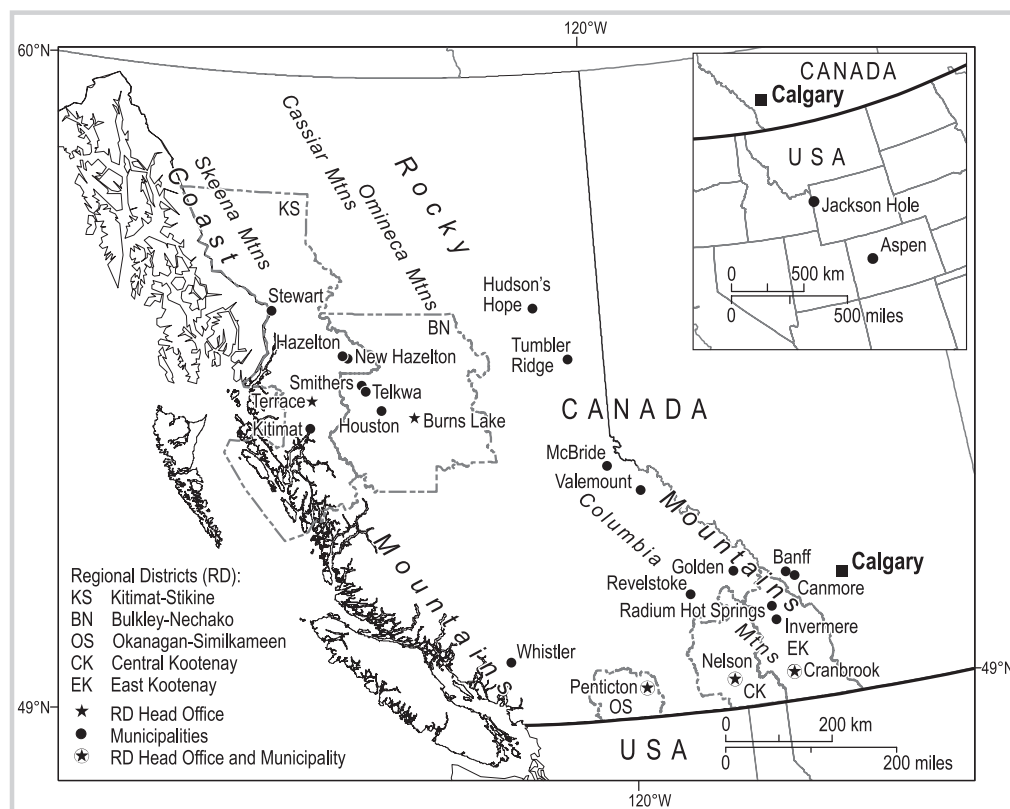 120°W
60°N
CANADA
Calgary
USA
Jackson Hole
Aspen
0 500 km
0 500 miles
Cassiar Mtns
Rocky
Skeena Mtns
Coast
KS
Omineca Mtns
Hudson's
Hope
Stewart
BN
Hazelton
New Hazelton
Tumbler
Ridge
Smithers
Telkwa
Terrace
CANADA
Houston
Burns Lake
Kitimat
McBride
Valemount
Columbia
Mountains
Mountains
Banff
Calgary
Golden
Canmore
Revelstoke
Radium Hot Springs
Mtns
Invermere
EK
Whistler
Nelson
Cranbrook
49°N
Penticton
OS
CK
Regional Districts (RD):
KS Kitimat-Stikine
BN Bulkley-Nechako
OS Okanagan-Similkameen
CK Central Kootenay
EK East Kootenay
RD Head Office
49°N
Municipalities
RD Head Office and Municipality
USA
0 200 km
0 200 miles
120°W